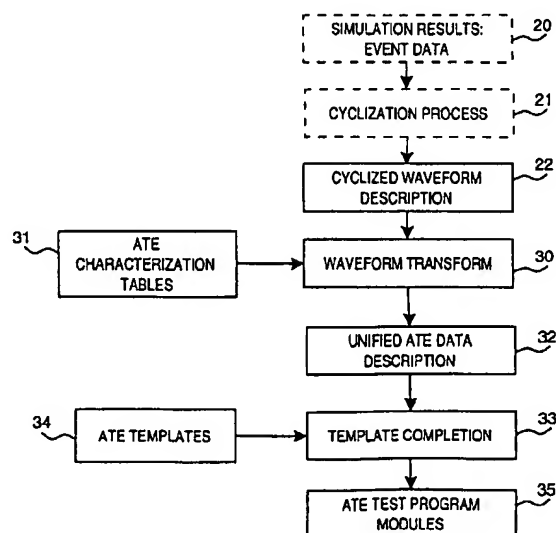 SIMULATION RESULTS:
EVENT DATA
20
CYCLIZATION PROCESS
21
CYCLIZED WAVEFORM
DESCRIPTION
22
31
ATE
CHARACTERIZATION
TABLES
WAVEFORM TRANSFORM
30
UNIFIED ATE DATA
DESCRIPTION
32
34
ATE TEMPLATES
TEMPLATE COMPLETION
33
ATE TEST PROGRAM
MODULES
35